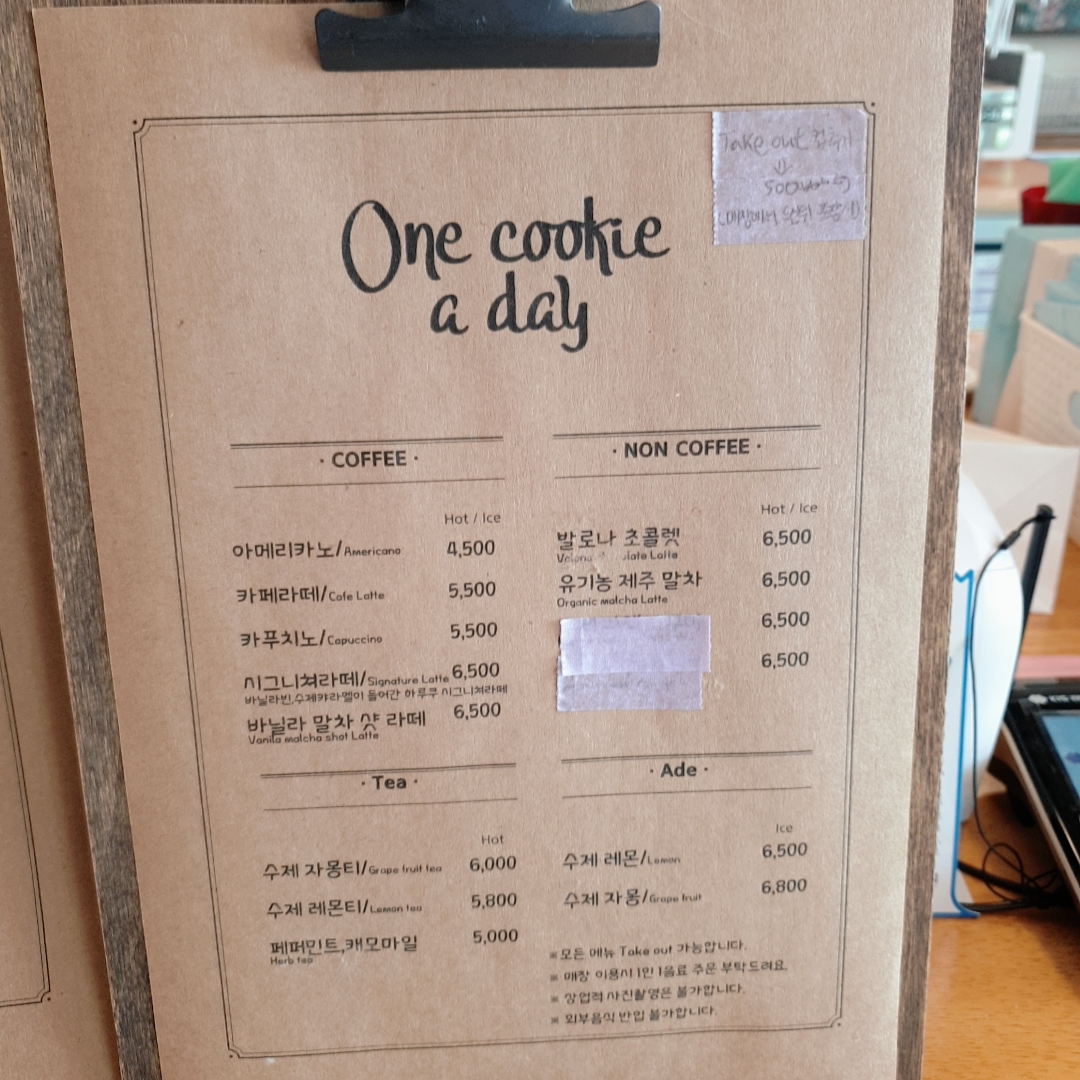 Take out
One cookie
a day
· COFFEE ·
Hot / Ice
아메리카노/Americano 4,500
카페라떼/Cafe Latte 5,500
카푸치노/Capuccino 5,500
시그니쳐라떼/Signature Latte 6,500
바닐라빈,수제카라멜이 들어간 하루쿠 시그니쳐라떼
바닐라 말차 샷 라떼 6,500
Vanila matcha shot Latte
· NON COFFEE ·
Hot / Ice
발로나 초콜렛 6,500
Latte
유기농 제주 말차 6,500
Organic matcha Latte
6,500
6,500
· Tea ·
Hot
수제 자몽티/Grape fruit tea 6,000
수제 레몬티/Lemon tea 5,800
페퍼민트,캐모마일 5,000
Herb tea
· Ade ·
Ice
수제 레몬/Lemon 6,500
수제 자몽/Grape fruit 6,800
※모든 메뉴 Take out 가능합니다.
※ 매장 이용시 1인 1음료 주문 부탁드려요.
※ 상업적 사진촬영은 불가합니다.
※ 외부음식 반입 불가합니다.